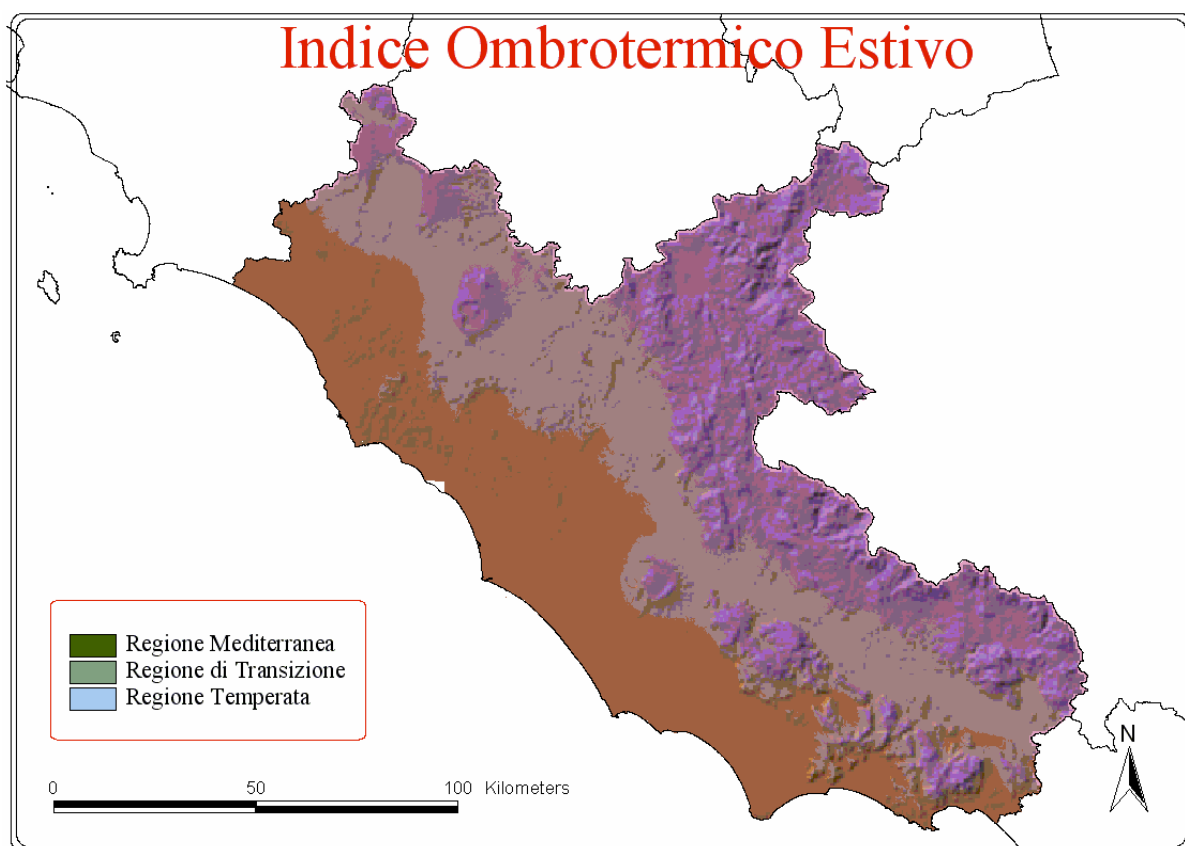 Indice Ombrotermico Estivo
Regione Mediterranea
Regione di Transizione
Regione Temperata
0 50 100 Kilometers
N